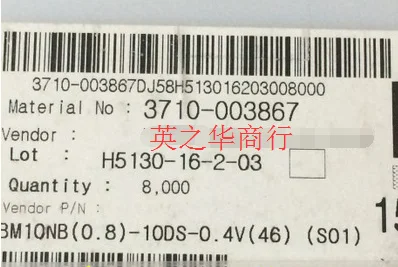 3710-003867DJ58H513016203008000
Material No : 3710-003867
Vendor :
英之华商行
Lot : H5130-16-2-03
Quantity : 8,000
Vendor P/N :
BM10NB(0.8)-10DS-0.4V(46) (S01)
15